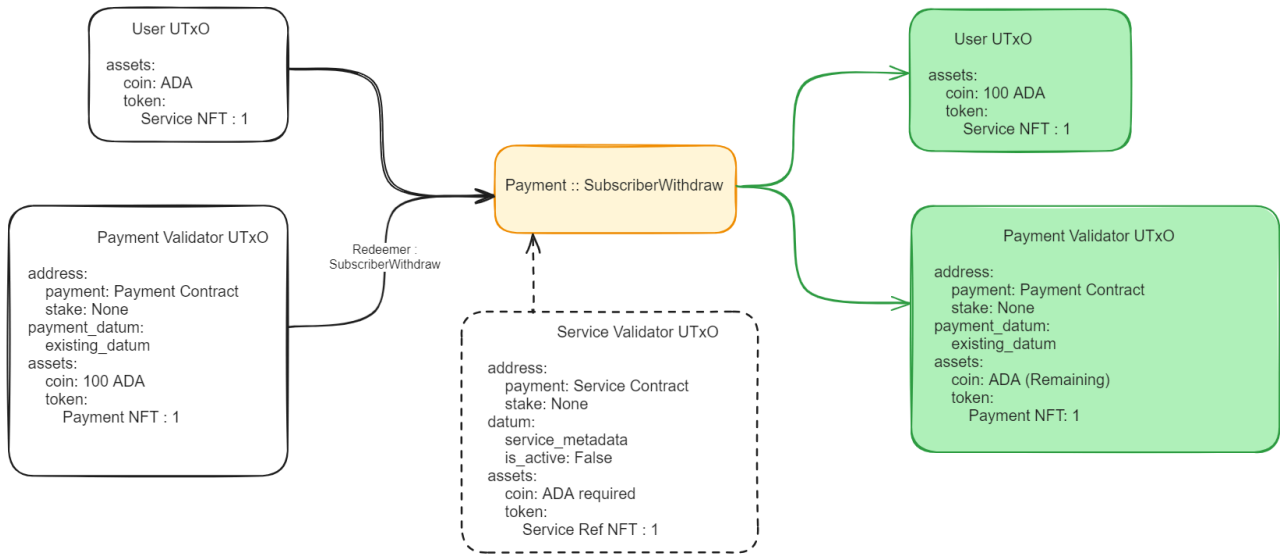 User UTxO
assets:
coin: ADA
token:
Service NFT : 1
Payment Validator UTxO
address:
payment: Payment Contract
stake: None
payment_datum:
existing_datum
assets:
coin: 100 ADA
token:
Payment NFT : 1
Redeemer :
SubscriberWithdraw
Payment :: SubscriberWithdraw
Service Validator UTxO
address:
payment: Service Contract
stake: None
datum:
service_metadata
is_active: False
assets:
coin: ADA required
token:
Service Ref NFT : 1
User UTxO
assets:
coin: 100 ADA
token:
Service NFT : 1
Payment Validator UTxO
address:
payment: Payment Contract
stake: None
payment_datum:
existing_datum
assets:
coin: ADA (Remaining)
token:
Payment NFT: 1